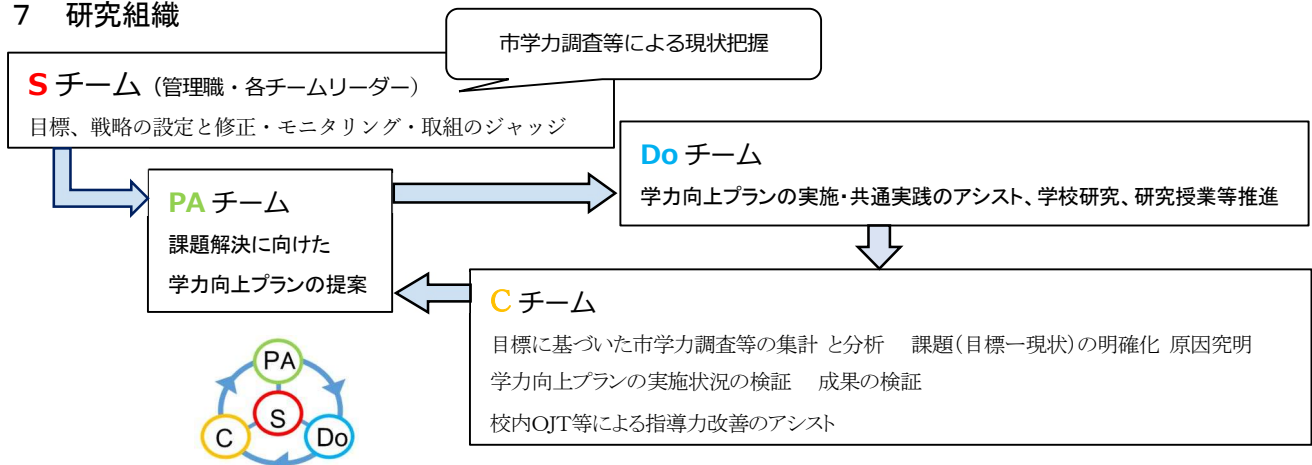 7 研究組織
市学力調査等による現状把握
S チーム（管理職・各チームリーダー）
目標、戦略の設定と修正・モニタリング・取組のジャッジ
Do チーム
学力向上プランの実施・共通実践のアシスト、学校研究、研究授業等推進
PA チーム
課題解決に向けた
学力向上プランの提案
C チーム
目標に基づいた市学力調査等の集計 と分析　課題（目標ー現状）の明確化 原因究明
学力向上プランの実施状況の検証　成果の検証
校内OJT等による指導力改善のアシスト
PA
S
C
Do